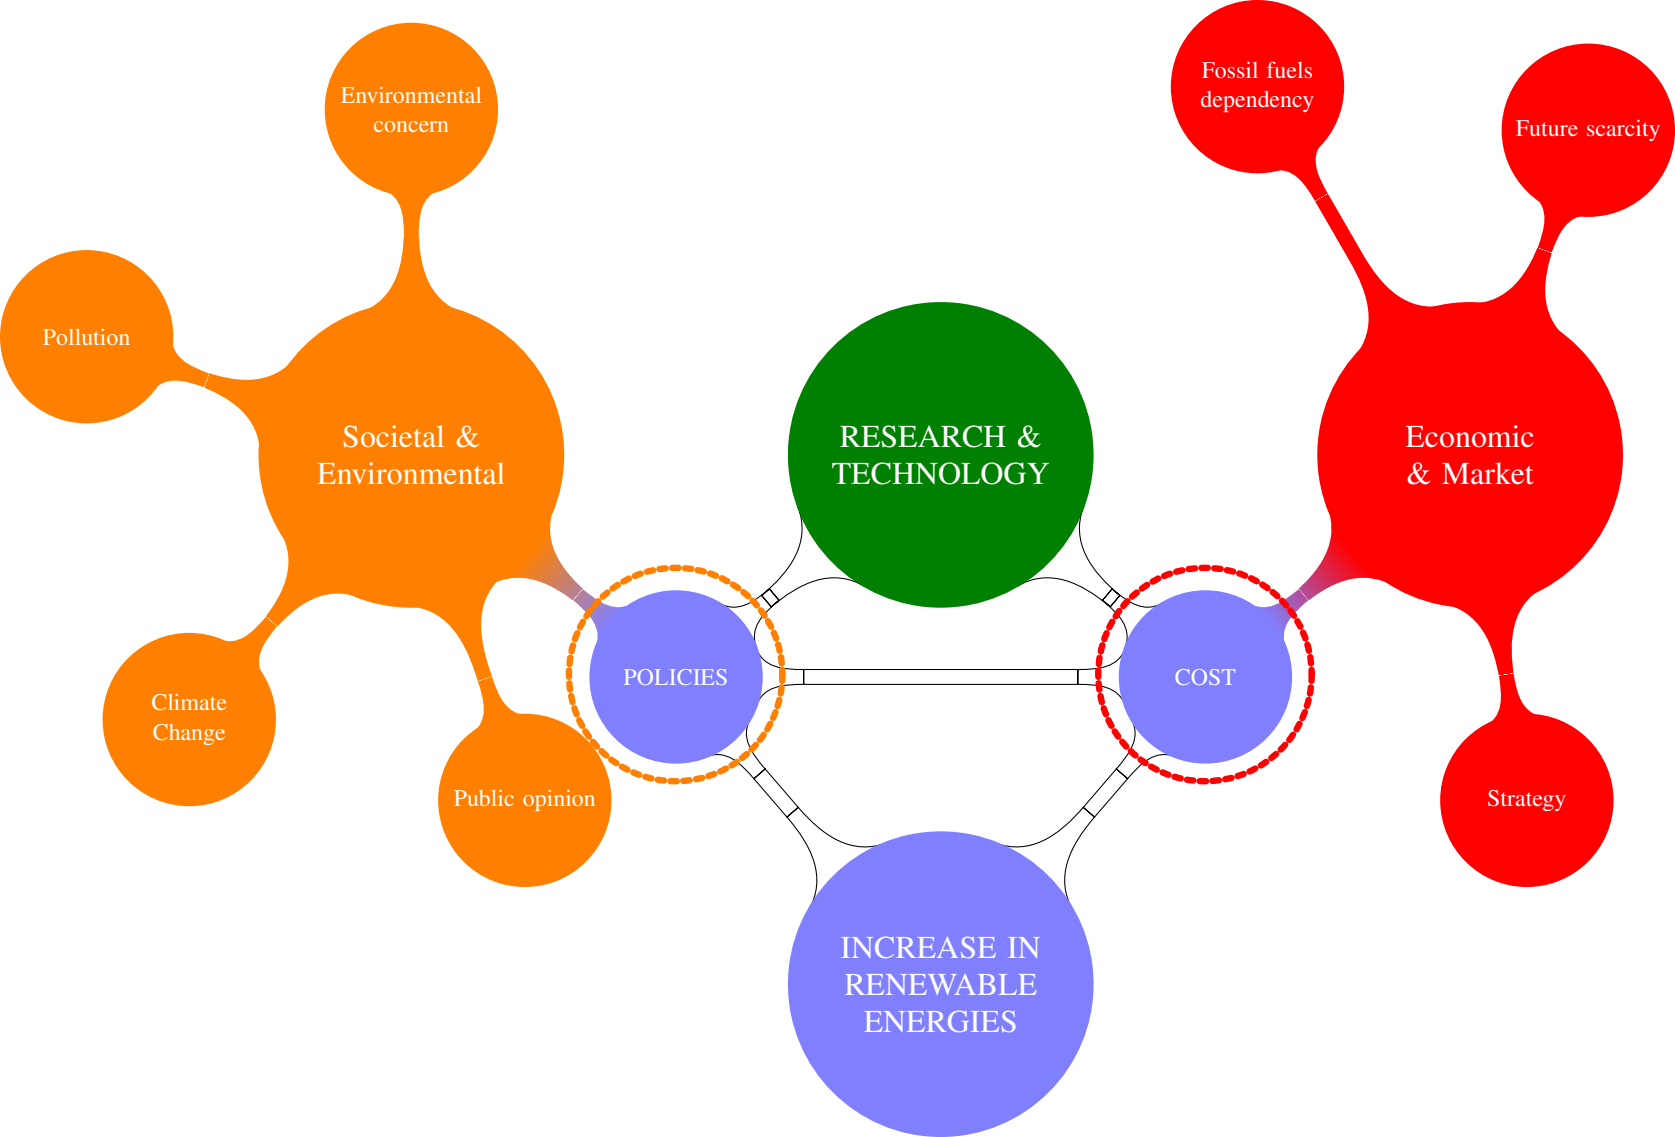 Environmental
concern
Pollution
Societal &
Environmental
Climate
Change
Public opinion
POLICIES
RESEARCH &
TECHNOLOGY
COST
INCREASE IN
RENEWABLE
ENERGIES
Fossil fuels
dependency
Future scarcity
Economic
& Market
Strategy